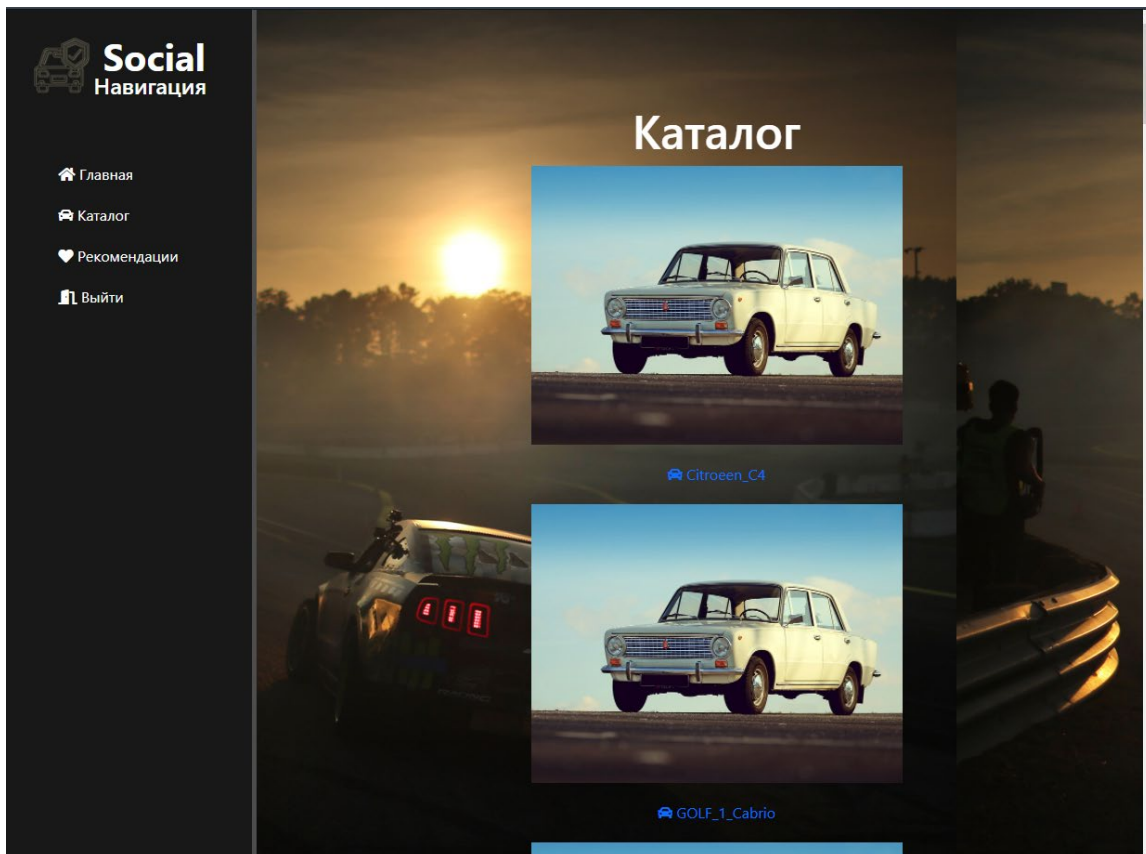 Social
Навигация
Главная
Каталог
Рекомендации
Выйти
Каталог
Citroeen_C4
GOLF_1_Cabrio